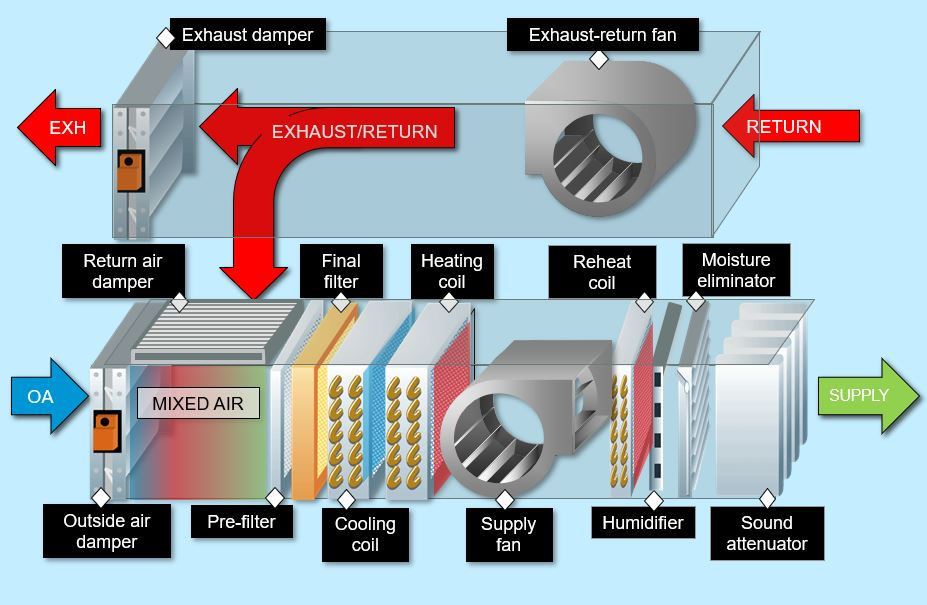 Exhaust damper
Exhaust-return fan
EXH
EXHAUST/RETURN
RETURN
Return air
damper
Final
filter
Heating
coil
Reheat
coil
Moisture
eliminator
OA
MIXED AIR
SUPPLY
Outside air
damper
Pre-filter
Cooling
coil
Supply
fan
Humidifier
Sound
attenuator